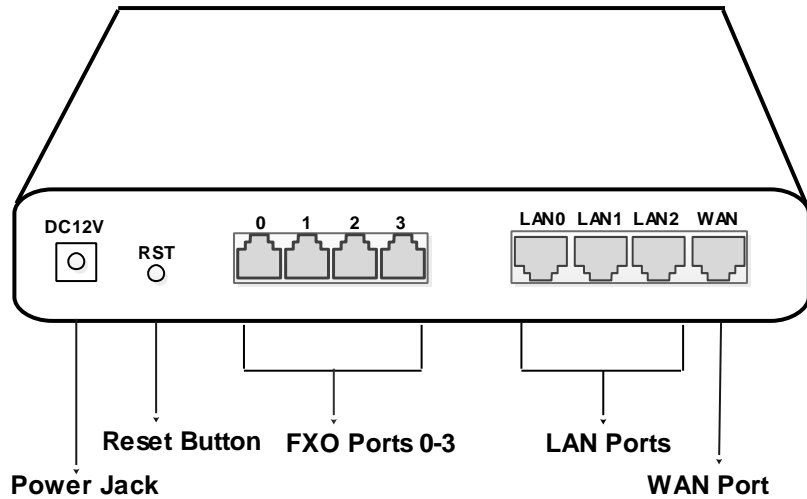 0 1 2 3
LAN0 LAN1 LAN2 WAN
DC12V
RST
Reset Button FXO Ports 0-3 LAN Ports
Power Jack WAN Port